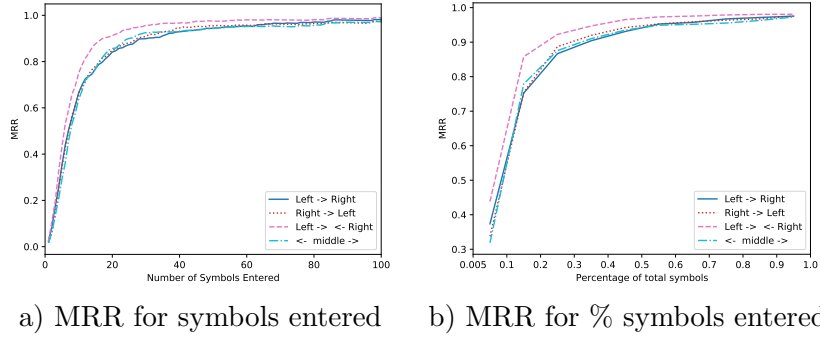 1.0
0.8
0.6
0.4
0.2
0.0
MRR
0 20 40 60 80 100
Number of Symbols Entered
Left -> Right
Right -> Left
Left -> <- Right
<- middle ->
a) MRR for symbols entered
1.0
0.9
0.8
0.7
0.6
0.5
0.4
0.3
MRR
0.005 0.1 0.2 0.3 0.4 0.5 0.6 0.7 0.8 0.9 1.0
Percentage of total symbols
Left -> Right
Right -> Left
Left -> <- Right
<- middle ->
b) MRR for % symbols entered